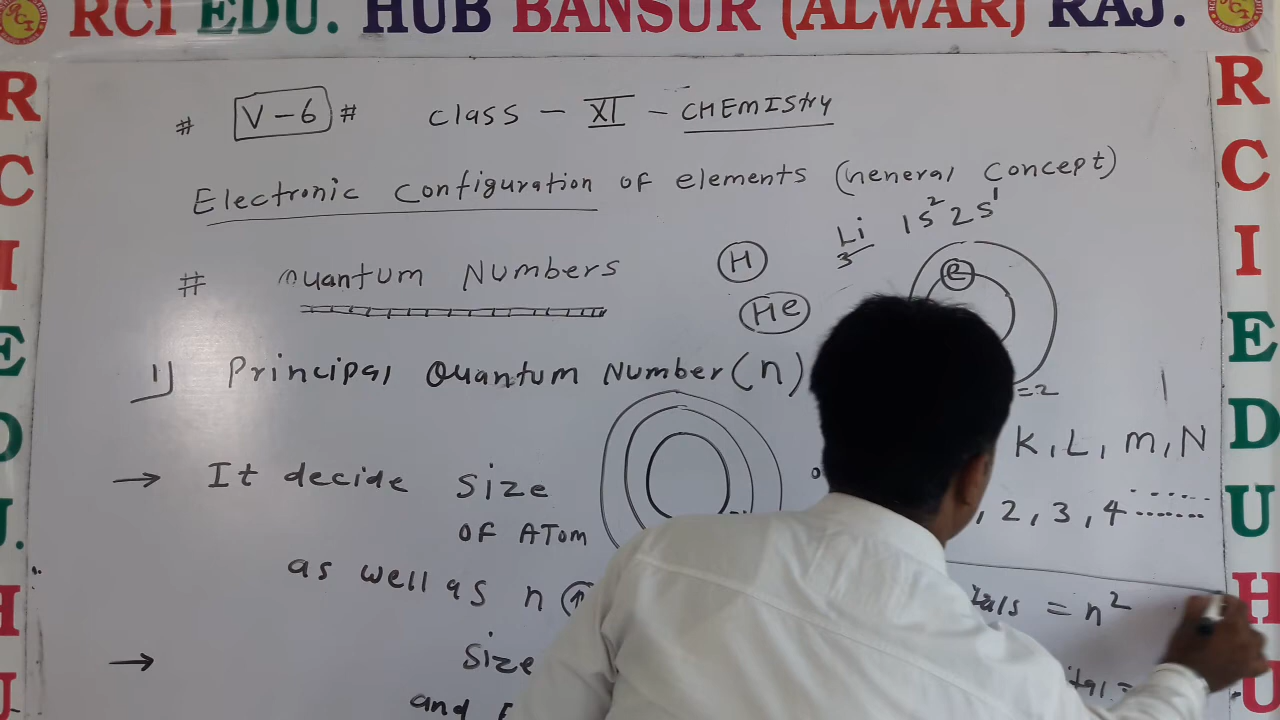 RCI EDU. HUB BANSUR (ALWAR) RAJ.
# V-6 # Class - XI - CHEMIStry
Electronic Configuration of elements (General Concept)
# Quantum Numbers
H
He
Li 1s² 2s¹
3
1) Principal Quantum Number (n)
=2
K, L, M, N
, 2, 3, 4 ......
→ It decide size
OF ATOM
as well as n ↑
= n²
→ Size
and
R
C
I
E
D
U
H
R
C
I
E
D
U.
H
U